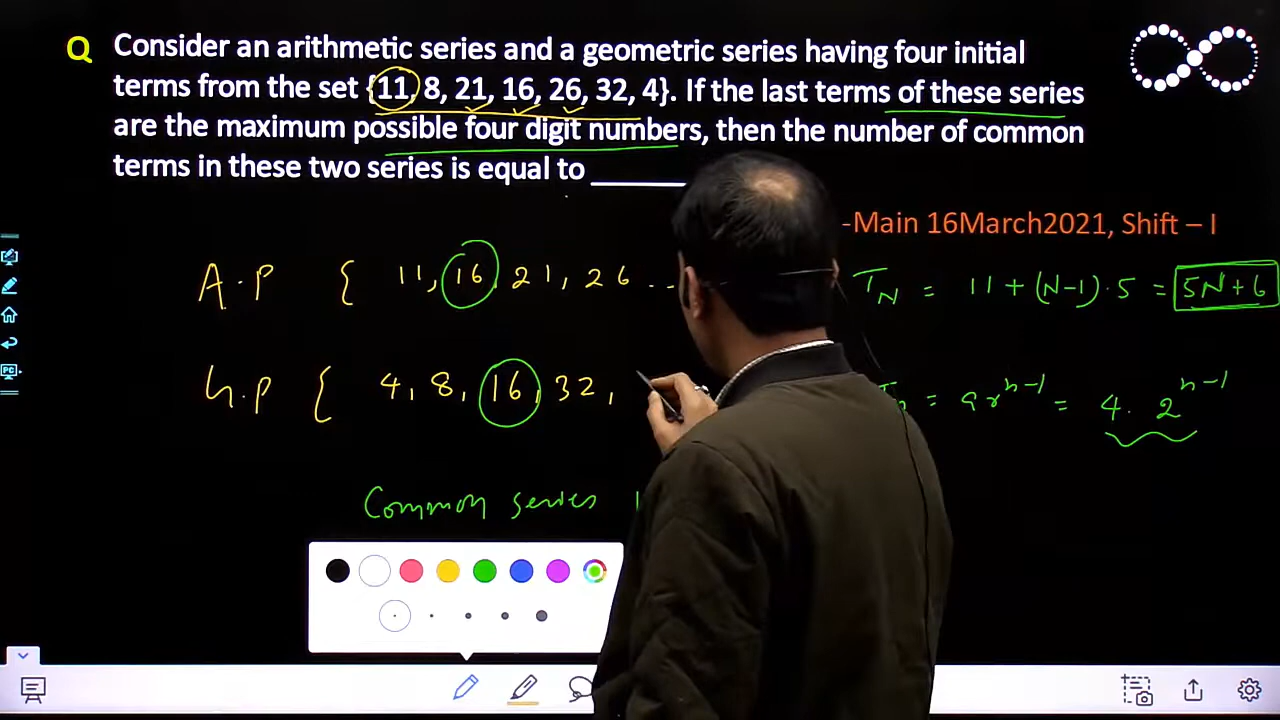 Q Consider an arithmetic series and a geometric series having four initial
terms from the set {11, 8, 21, 16, 26, 32, 4}. If the last terms of these series
are the maximum possible four digit numbers, then the number of common
terms in these two series is equal to ______
-Main 16March2021, Shift – I
A.P { 11, 16, 21, 26 ... T_N = 11 + (N-1)·5 = 5N+6
G.P { 4, 8, 16, 32, = ar^{n-1} = 4. 2^{n-1}
Common series
PC